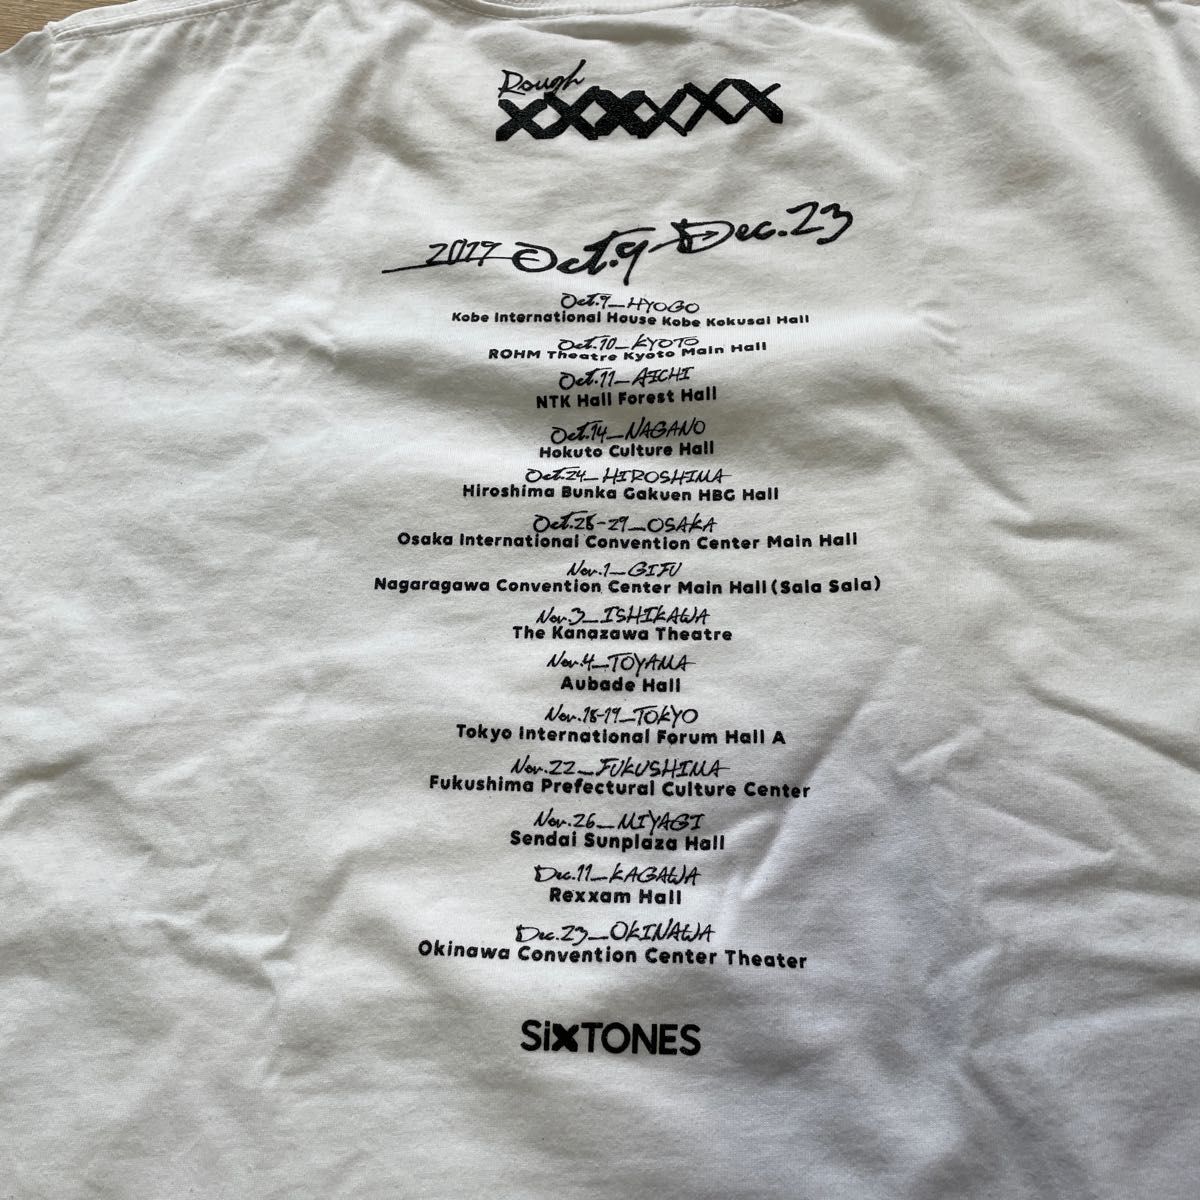 Rough
xxxxxx
2019 Oct.9-Dec.23
Oct.9_HYOGO
Kobe International House Kobe Kokusai Hall
Oct.10_KYOTO
ROHM Theatre Kyoto Main Hall
Oct.11_AICHI
NTK Hall Forest Hall
Oct.14_NAGANO
Hokuto Culture Hall
Oct.24_HIROSHIMA
Hiroshima Bunka Gakuen HBG Hall
Oct.28-29_OSAKA
Osaka International Convention Center Main Hall
Nov.1_GIFU
Nagaragawa Convention Center Main Hall (Sala Sala)
Nov.3_ISHIKAWA
The Kanazawa Theatre
Nov.4_TOYAMA
Aubade Hall
Nov.18-19_TOKYO
Tokyo International Forum Hall A
Nov.22_FUKUSHIMA
Fukushima Prefectural Culture Center
Nov.26_MIYAGI
Sendai Sunplaza Hall
Dec.11_KAGAWA
Rexxam Hall
Dec.23_OKINAWA
Okinawa Convention Center Theater
SixTONES